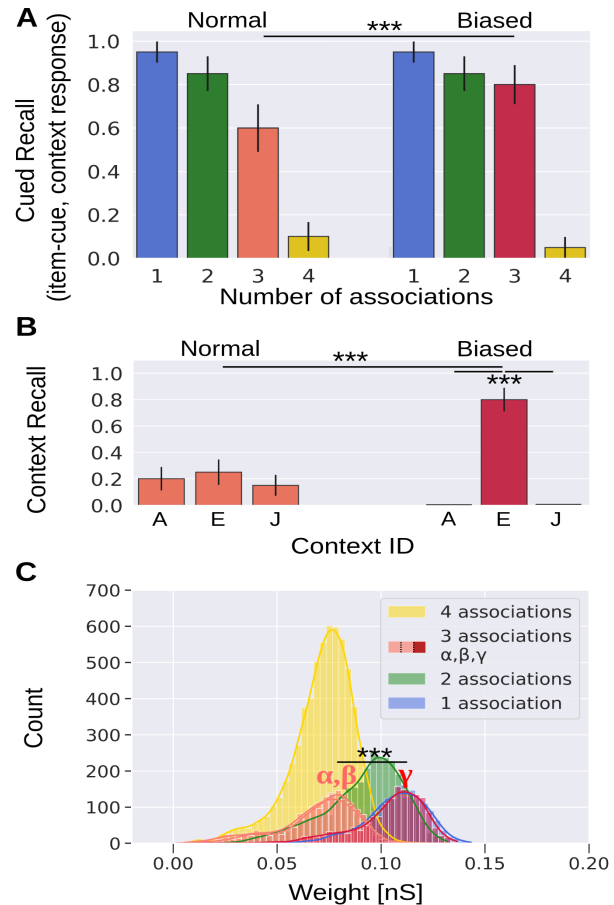 A
Normal
Biased
***
Cued Recall
(item-cue, context response)
1.0
0.8
0.6
0.4
0.2
0.0
1 2 3 4 1 2 3 4
Number of associations
B
Normal
Biased
***
***
Context Recall
1.0
0.8
0.6
0.4
0.2
0.0
A E J A E J
Context ID
C
Count
700
600
500
400
300
200
100
0
4 associations
3 associations
α,β,γ
2 associations
1 association
***
α,β γ
0.00 0.05 0.10 0.15 0.20
Weight [nS]